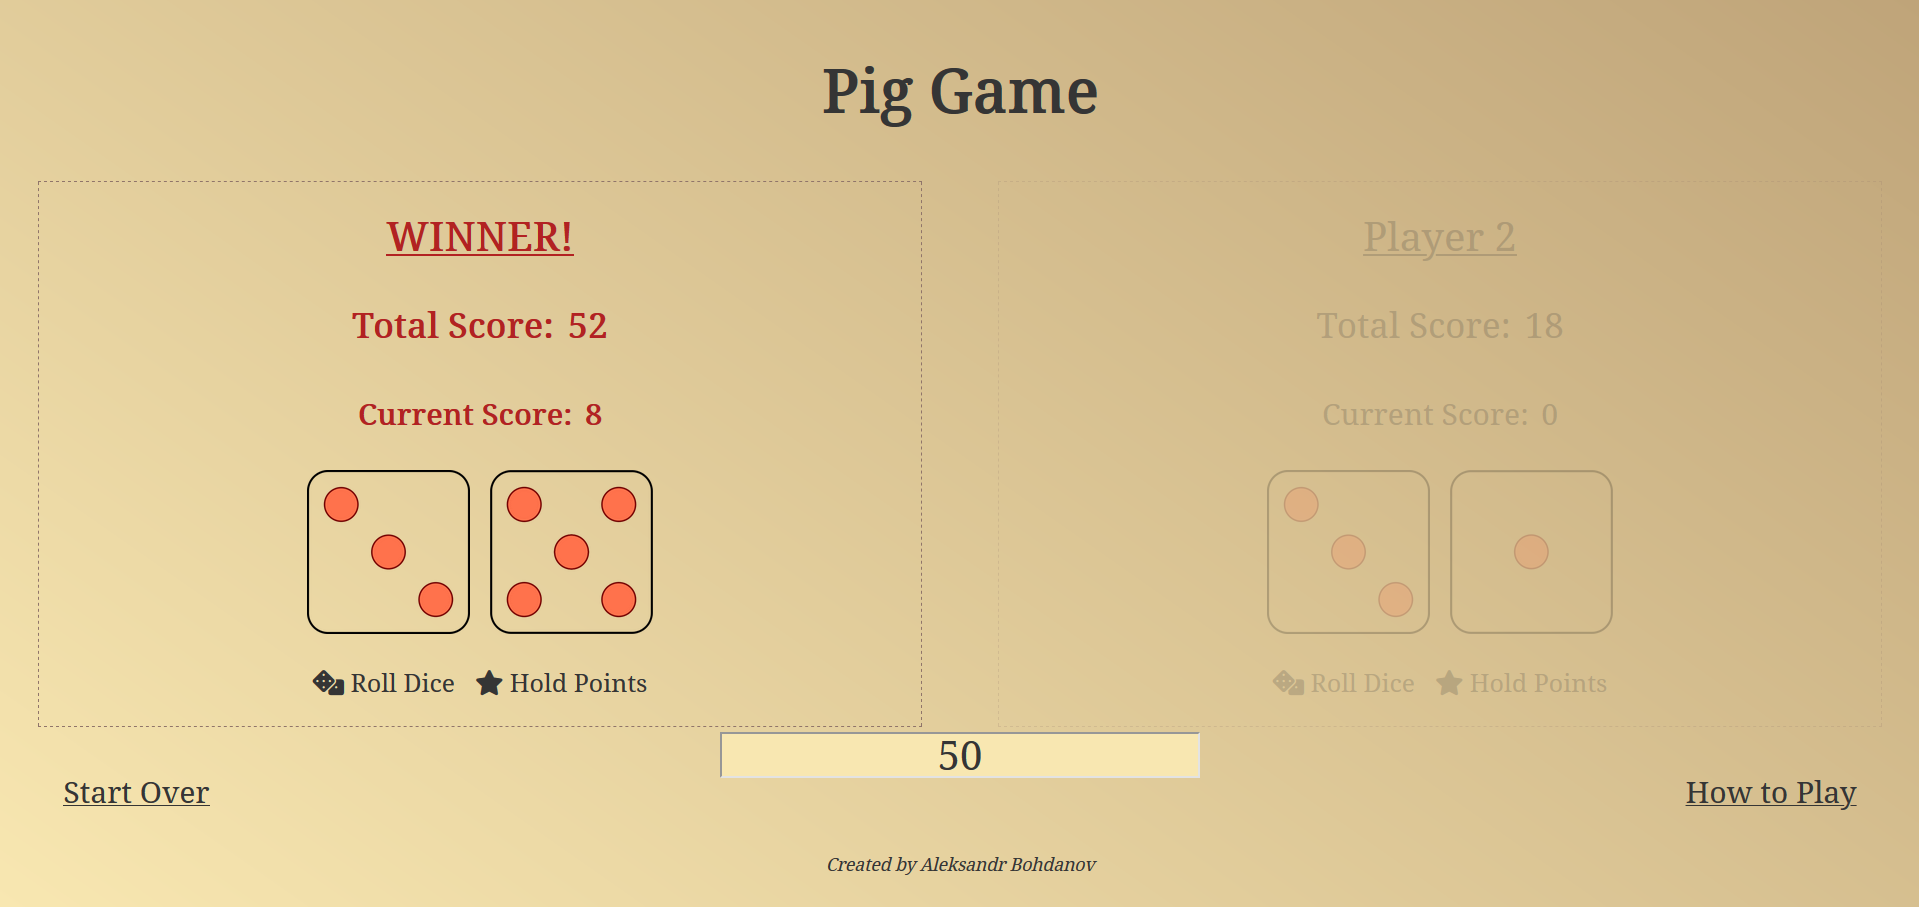 Pig Game
WINNER!
Total Score: 52
Current Score: 8
Roll Dice Hold Points
Player 2
Total Score: 18
Current Score: 0
Roll Dice Hold Points
50
Start Over
How to Play
Created by Aleksandr Bohdanov